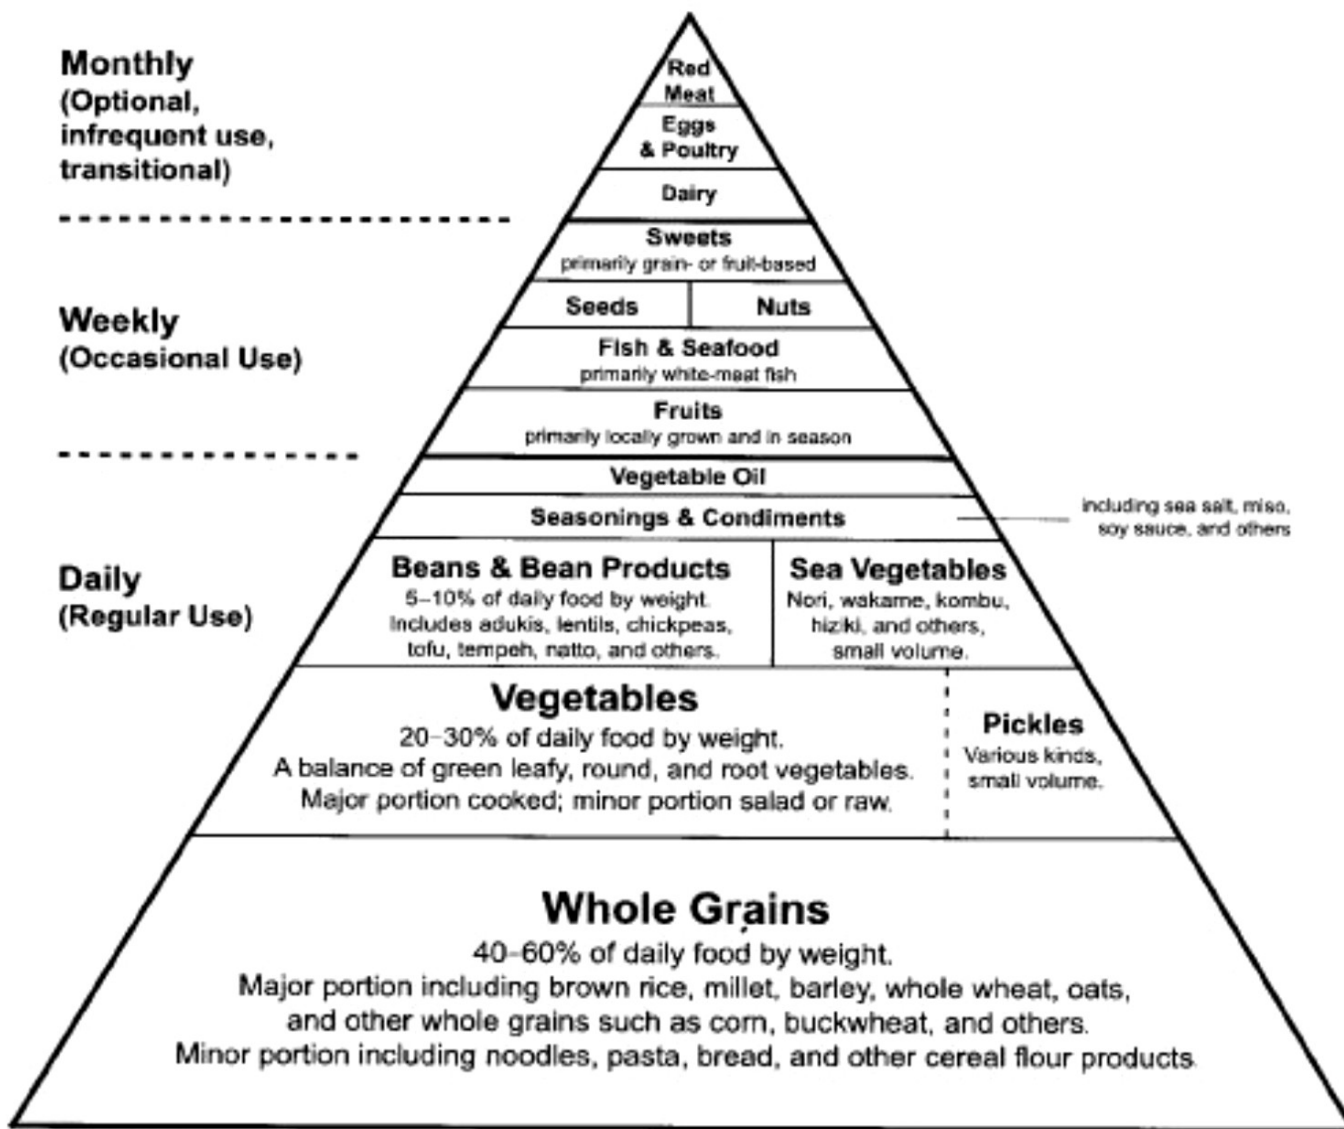 Monthly
(Optional,
infrequent use,
transitional)
Red
Meat
Eggs
& Poultry
Dairy
Weekly
(Occasional Use)
Sweets
primarily grain- or fruit-based
Seeds
Nuts
Fish & Seafood
primarily white-meat fish
Fruits
primarily locally grown and in season
Daily
(Regular Use)
Vegetable Oil
Seasonings & Condiments
including sea salt, miso,
soy sauce, and others
Beans & Bean Products
5–10% of daily food by weight.
Includes adukis, lentils, chickpeas,
tofu, tempeh, natto, and others.
Sea Vegetables
Nori, wakame, kombu,
hiziki, and others,
small volume.
Vegetables
20–30% of daily food by weight.
A balance of green leafy, round, and root vegetables.
Major portion cooked; minor portion salad or raw.
Pickles
Various kinds,
small volume.
Whole Grains
40–60% of daily food by weight.
Major portion including brown rice, millet, barley, whole wheat, oats,
and other whole grains such as corn, buckwheat, and others.
Minor portion including noodles, pasta, bread, and other cereal flour products.